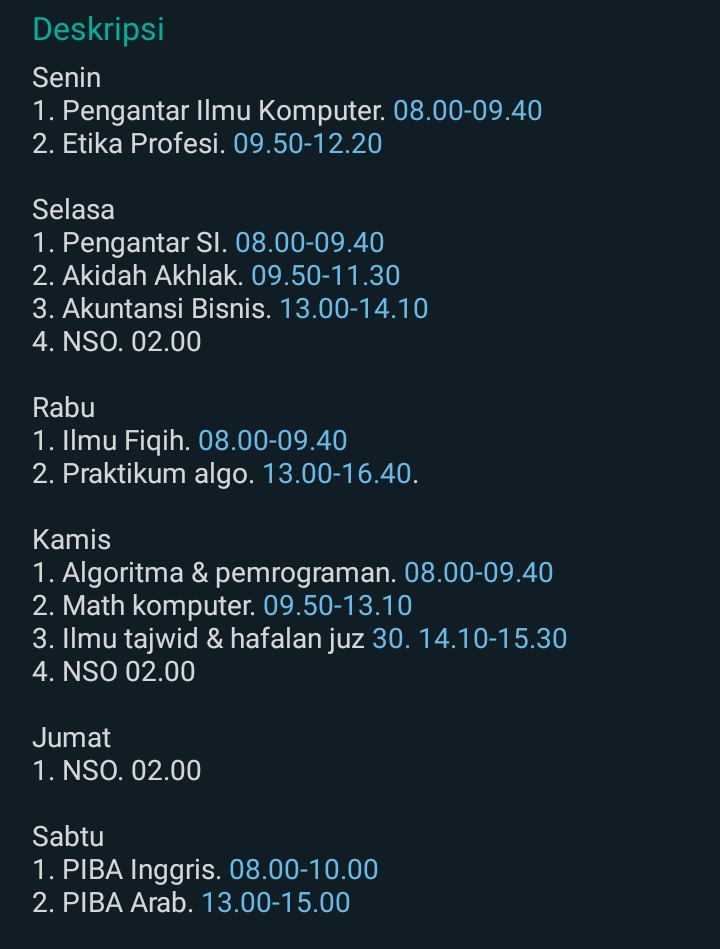 Deskripsi
Senin
1. Pengantar Ilmu Komputer. 08.00-09.40
2. Etika Profesi. 09.50-12.20
Selasa
1. Pengantar SI. 08.00-09.40
2. Akidah Akhlak. 09.50-11.30
3. Akuntansi Bisnis. 13.00-14.10
4. NSO. 02.00
Rabu
1. Ilmu Fiqih. 08.00-09.40
2. Praktikum algo. 13.00-16.40.
Kamis
1. Algoritma & pemrograman. 08.00-09.40
2. Math komputer. 09.50-13.10
3. Ilmu tajwid & hafalan juz 30. 14.10-15.30
4. NSO 02.00
Jumat
1. NSO. 02.00
Sabtu
1. PIBA Inggris. 08.00-10.00
2. PIBA Arab. 13.00-15.00